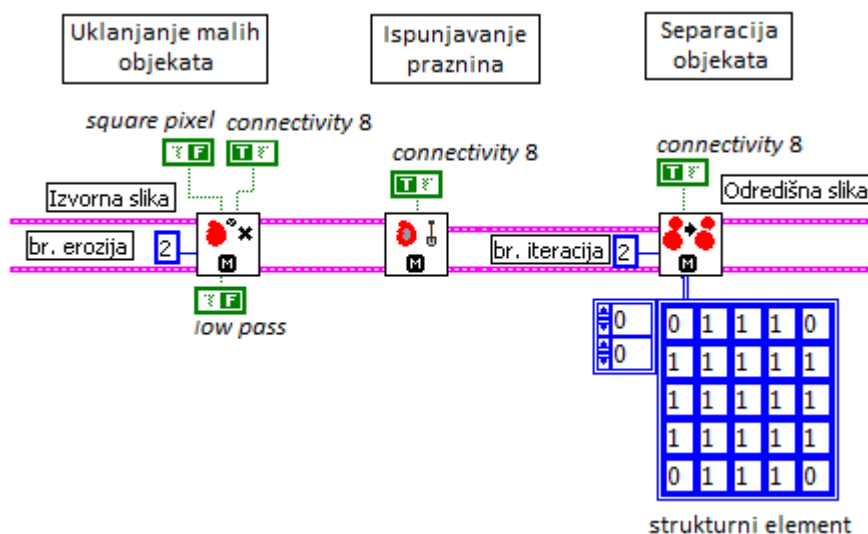 Uklanjanje malih
objekata
Ispunjavanje
praznina
Separacija
objekata
square pixel
connectivity 8
F
T
connectivity 8
T
connectivity 8
T
Izvorna slika
Odredišna slika
br. erozija
2
M
M
br. iteracija
2
M
F
low pass
0
0
0 1 1 1 0
1 1 1 1 1
1 1 1 1 1
1 1 1 1 1
0 1 1 1 0
strukturni element